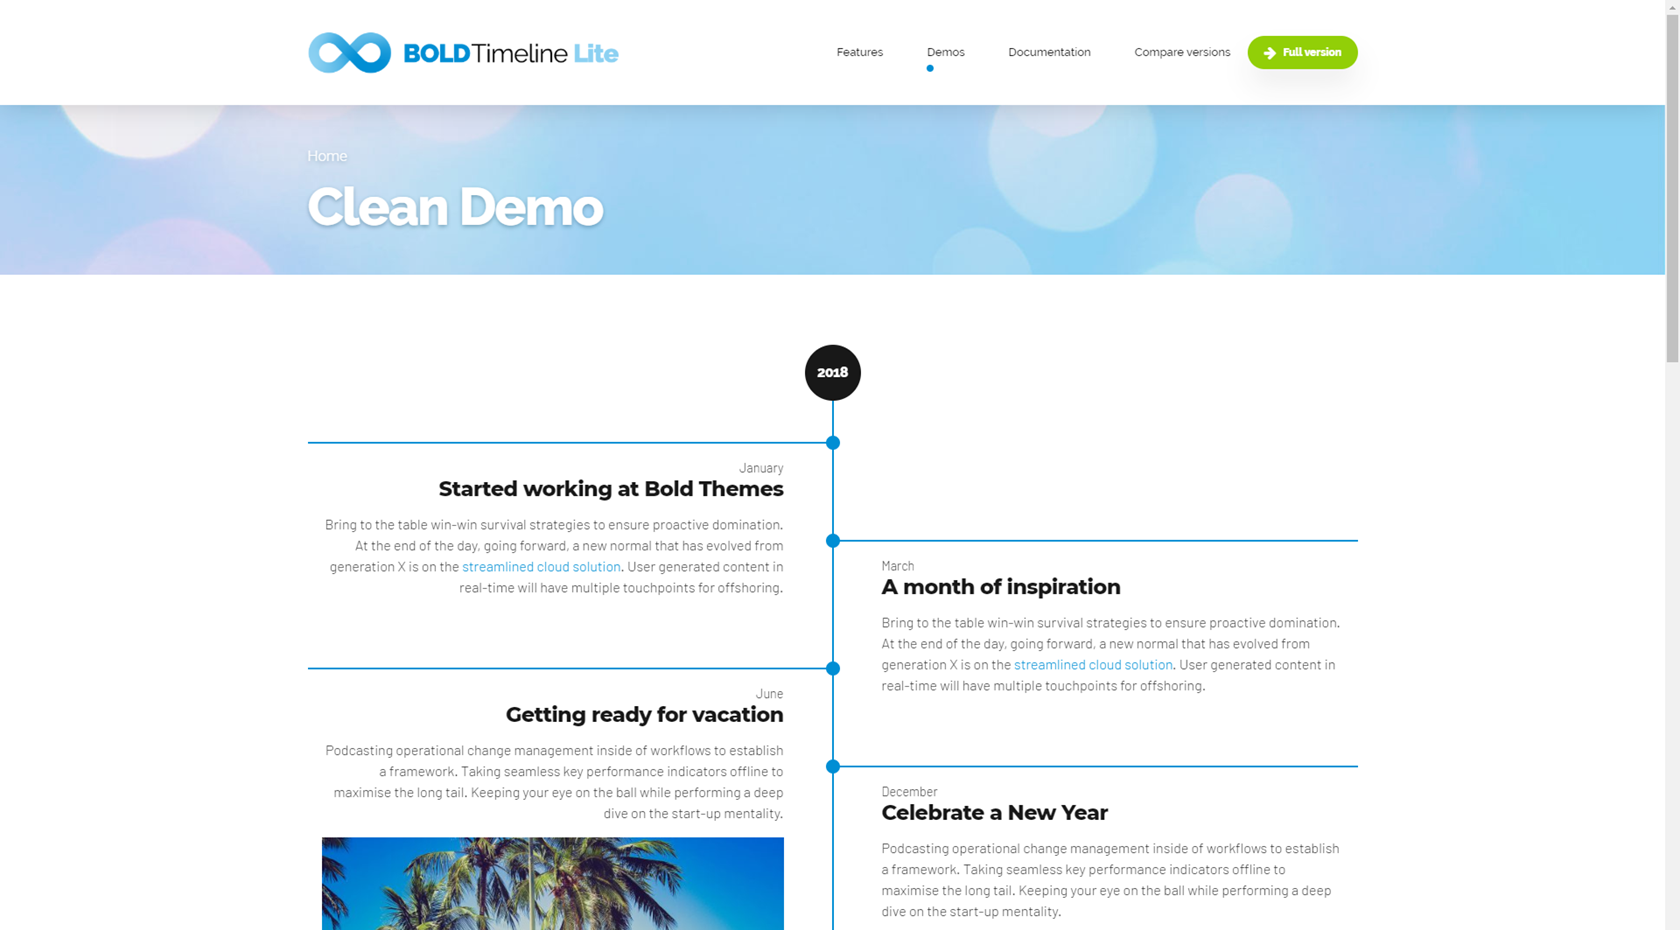 BOLDTimeline Lite
Features Demos Documentation Compare versions Full version
Home
Clean Demo
2018
January
Started working at Bold Themes
Bring to the table win-win survival strategies to ensure proactive domination.
At the end of the day, going forward, a new normal that has evolved from
generation X is on the streamlined cloud solution. User generated content in
real-time will have multiple touchpoints for offshoring.
March
A month of inspiration
Bring to the table win-win survival strategies to ensure proactive domination.
At the end of the day, going forward, a new normal that has evolved from
generation X is on the streamlined cloud solution. User generated content in
real-time will have multiple touchpoints for offshoring.
June
Getting ready for vacation
Podcasting operational change management inside of workflows to establish
a framework. Taking seamless key performance indicators offline to
maximise the long tail. Keeping your eye on the ball while performing a deep
dive on the start-up mentality.
December
Celebrate a New Year
Podcasting operational change management inside of workflows to establish
a framework. Taking seamless key performance indicators offline to
maximise the long tail. Keeping your eye on the ball while performing a deep
dive on the start-up mentality.